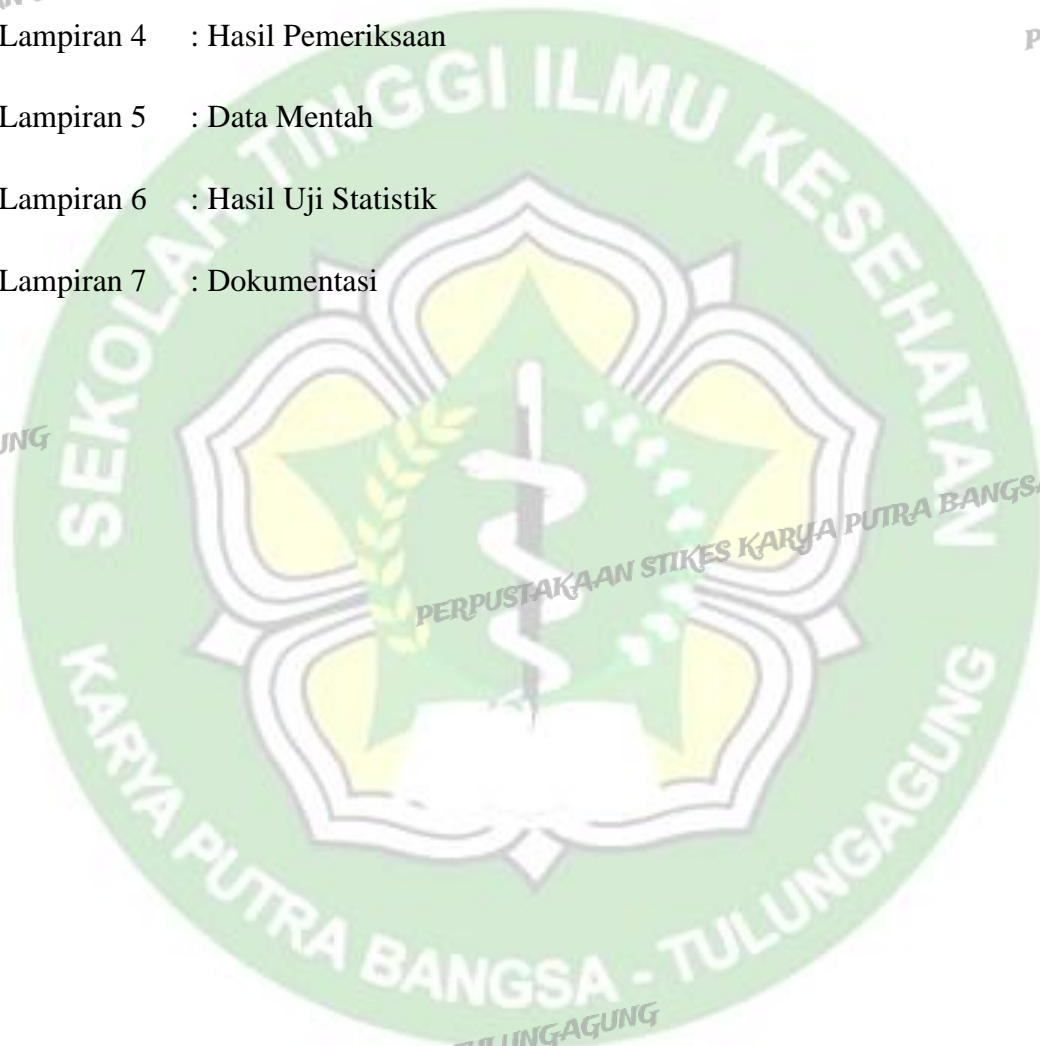 Lampiran 4 : Hasil Pemeriksaan
Lampiran 5 : Data Mentah
Lampiran 6 : Hasil Uji Statistik
Lampiran 7 : Dokumentasi
SEKOLAH TINGGI ILMU KESEHATAN
PERPUSTAKAAN STIKES KARYA PUTRA BANGSA
KARYA PUTRA BANGSA - TULUNGAGUNG
TULUNGAGUNG